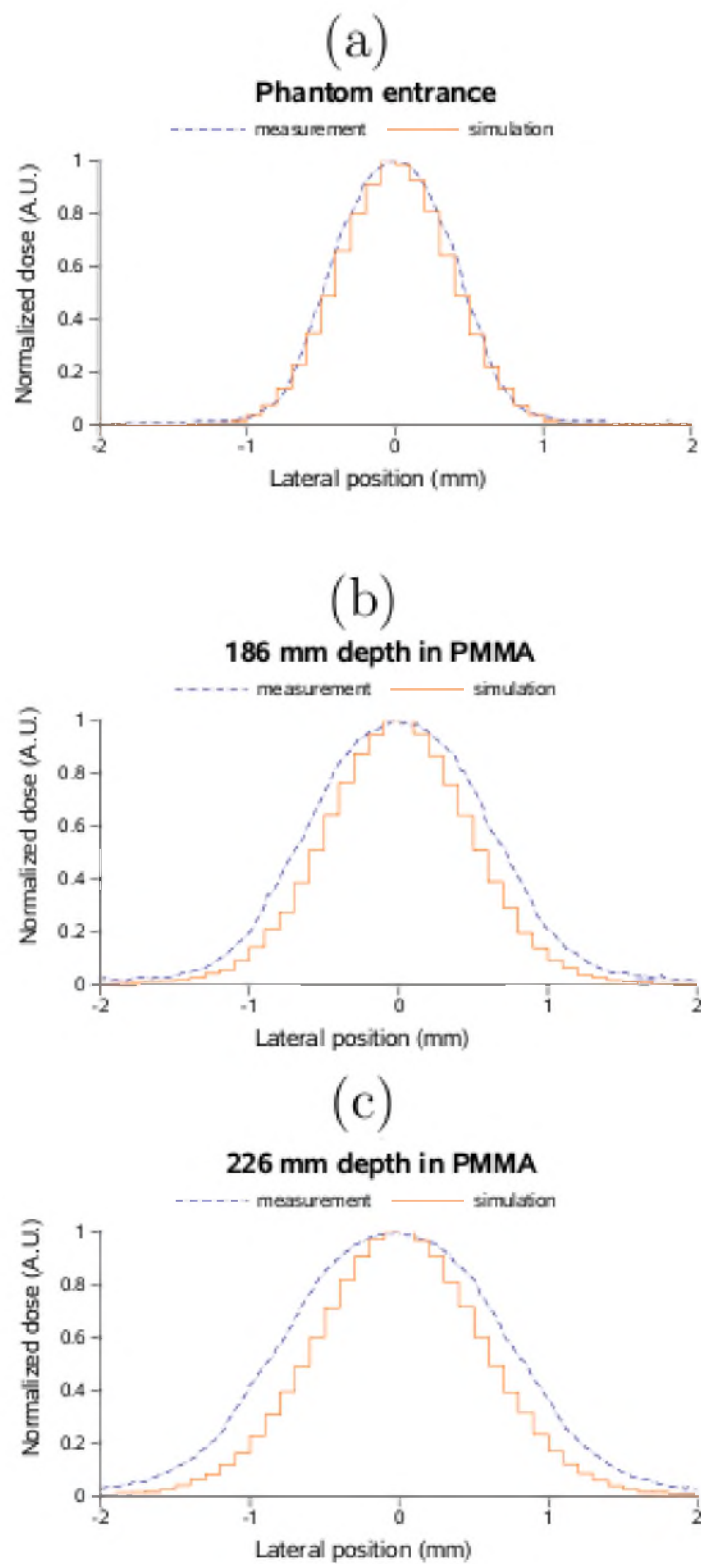 (a)
Phantom entrance
measurement simulation
Normalized dose (A.U.)
1
0.8
0.6
0.4
0.2
0
-2 -1 0 1 2
Lateral position (mm)
(b)
186 mm depth in PMMA
measurement simulation
Normalized dose (A.U.)
1
0.8
0.6
0.4
0.2
0
-2 -1 0 1 2
Lateral position (mm)
(c)
226 mm depth in PMMA
measurement simulation
Normalized dose (A.U.)
1
0.8
0.6
0.4
0.2
0
-2 -1 0 1 2
Lateral position (mm)